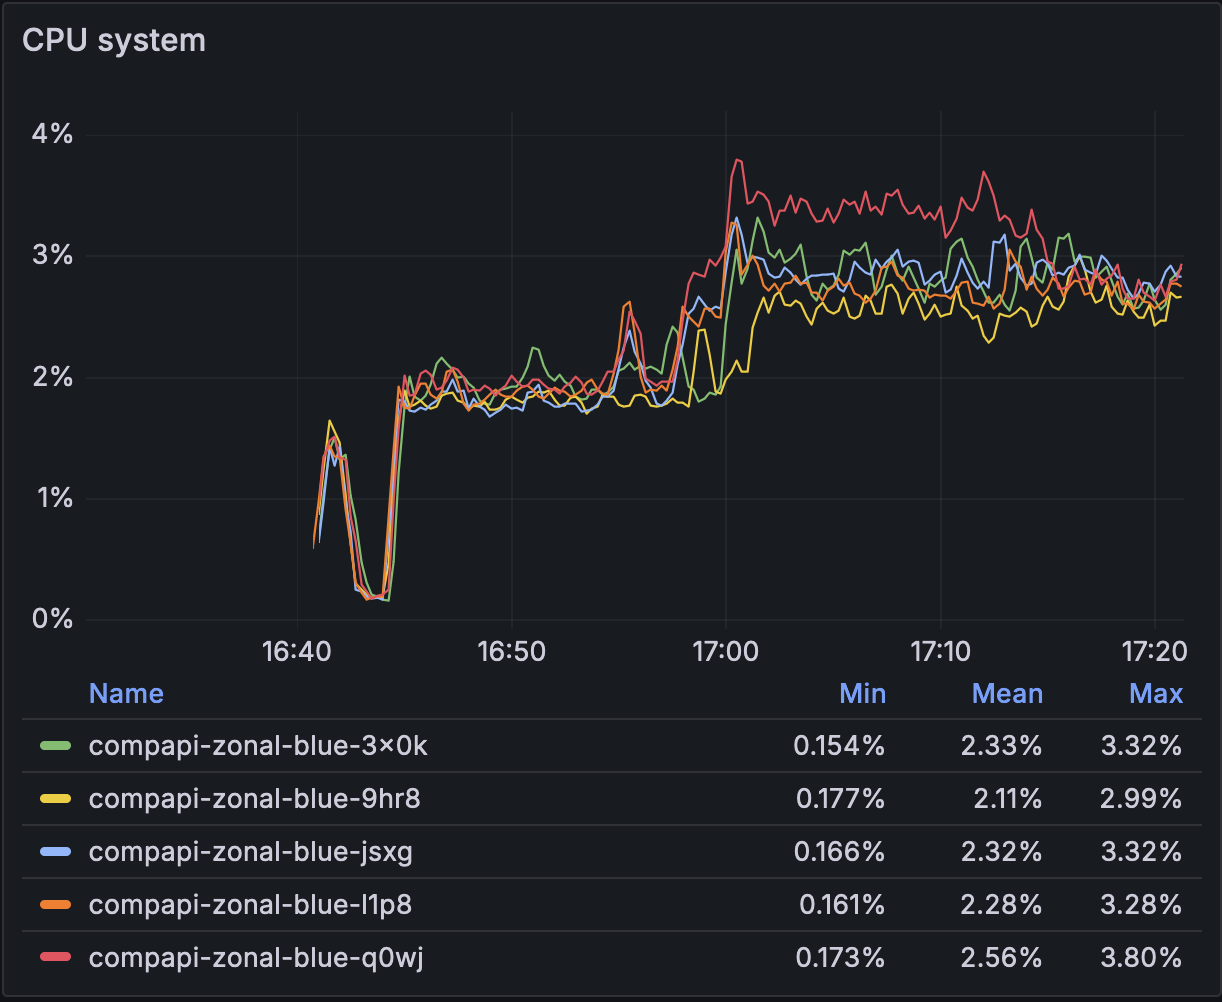 CPU system
4%
3%
2%
1%
0%
16:40 16:50 17:00 17:10 17:20
Name Min Mean Max
compapi-zonal-blue-3x0k 0.154% 2.33% 3.32%
compapi-zonal-blue-9hr8 0.177% 2.11% 2.99%
compapi-zonal-blue-jsxg 0.166% 2.32% 3.32%
compapi-zonal-blue-l1p8 0.161% 2.28% 3.28%
compapi-zonal-blue-q0wj 0.173% 2.56% 3.80%